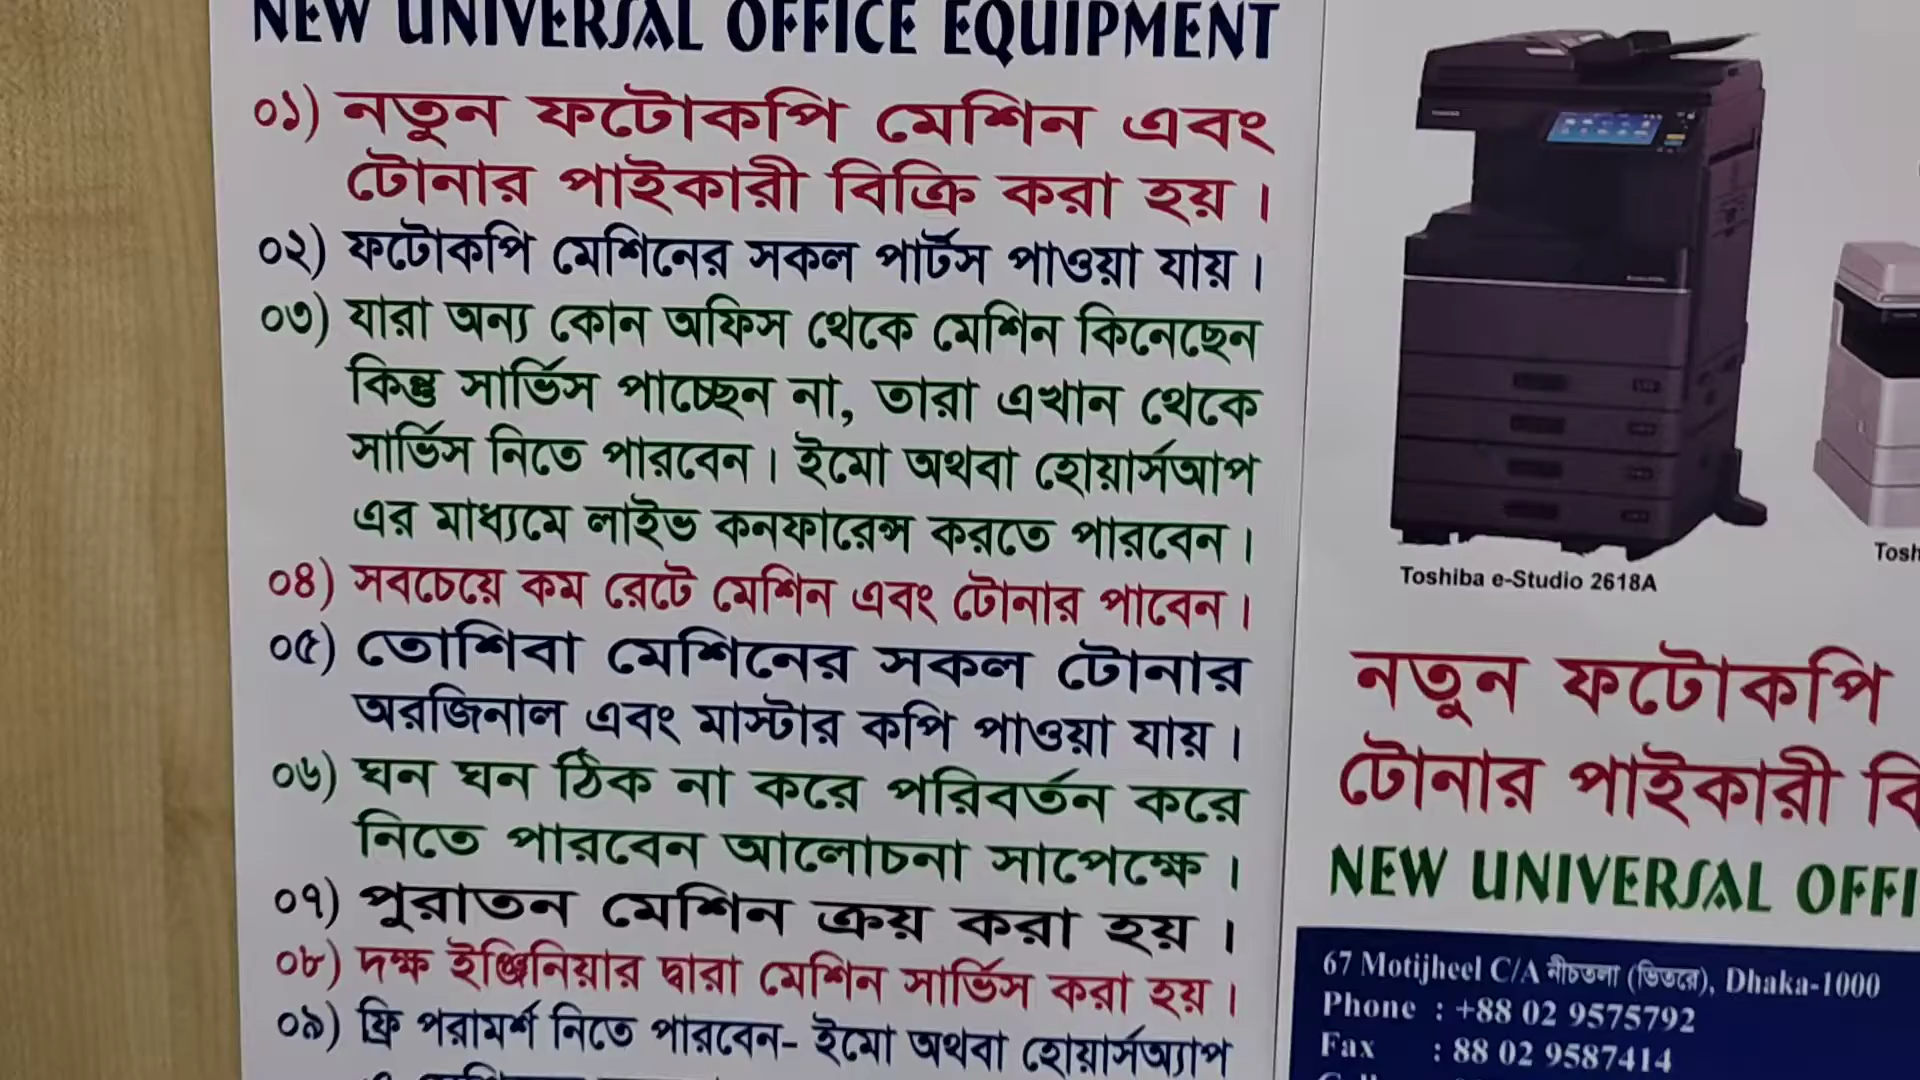 NEW UNIVERSAL OFFICE EQUIPMENT
০১) নতুন ফটোকপি মেশিন এবং
টোনার পাইকারী বিক্রি করা হয়।
০২) ফটোকপি মেশিনের সকল পার্টস পাওয়া যায়।
০৩) যারা অন্য কোন অফিস থেকে মেশিন কিনেছেন
কিন্তু সার্ভিস পাচ্ছেন না, তারা এখান থেকে
সার্ভিস নিতে পারবেন। ইমো অথবা হোয়ার্সআপ
এর মাধ্যমে লাইভ কনফারেন্স করতে পারবেন।
০৪) সবচেয়ে কম রেটে মেশিন এবং টোনার পাবেন।
০৫) তোশিবা মেশিনের সকল টোনার
অরজিনাল এবং মাস্টার কপি পাওয়া যায়।
০৬) ঘন ঘন ঠিক না করে পরিবর্তন করে
নিতে পারবেন আলোচনা সাপেক্ষে।
০৭) পুরাতন মেশিন ক্রয় করা হয়।
০৮) দক্ষ ইঞ্জিনিয়ার দ্বারা মেশিন সার্ভিস করা হয়।
০৯) ফ্রি পরামর্শ নিতে পারবেন- ইমো অথবা হোয়ার্সঅ্যাপ
Toshiba e-Studio 2618A
Tosh
নতুন ফটোকপি
টোনার পাইকারী বি
NEW UNIVERSAL OFFI
67 Motijheel C/A নীচতলা (ভিতরে), Dhaka-1000
Phone : +88 02 9575792
Fax : 88 02 9587414